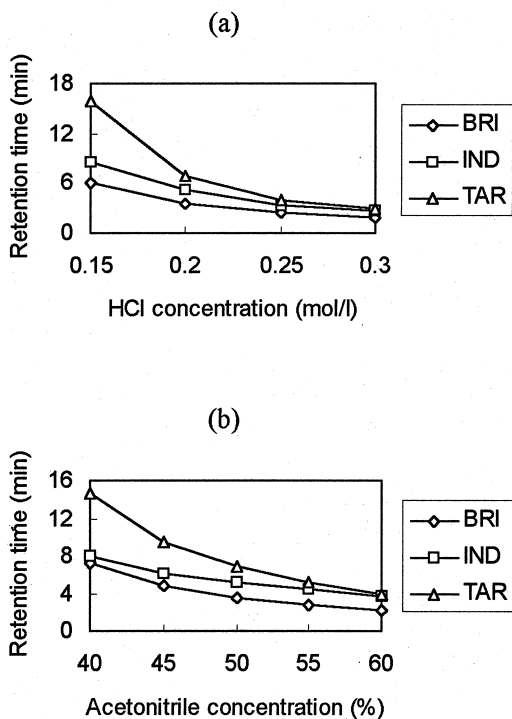 (a)
Retention time (min)
18
12
6
0
0.15 0.2 0.25 0.3
HCl concentration (mol/l)
BRI
IND
TAR
(b)
Retention time (min)
16
12
8
4
0
40 45 50 55 60
Acetonitrile concentration (%)
BRI
IND
TAR